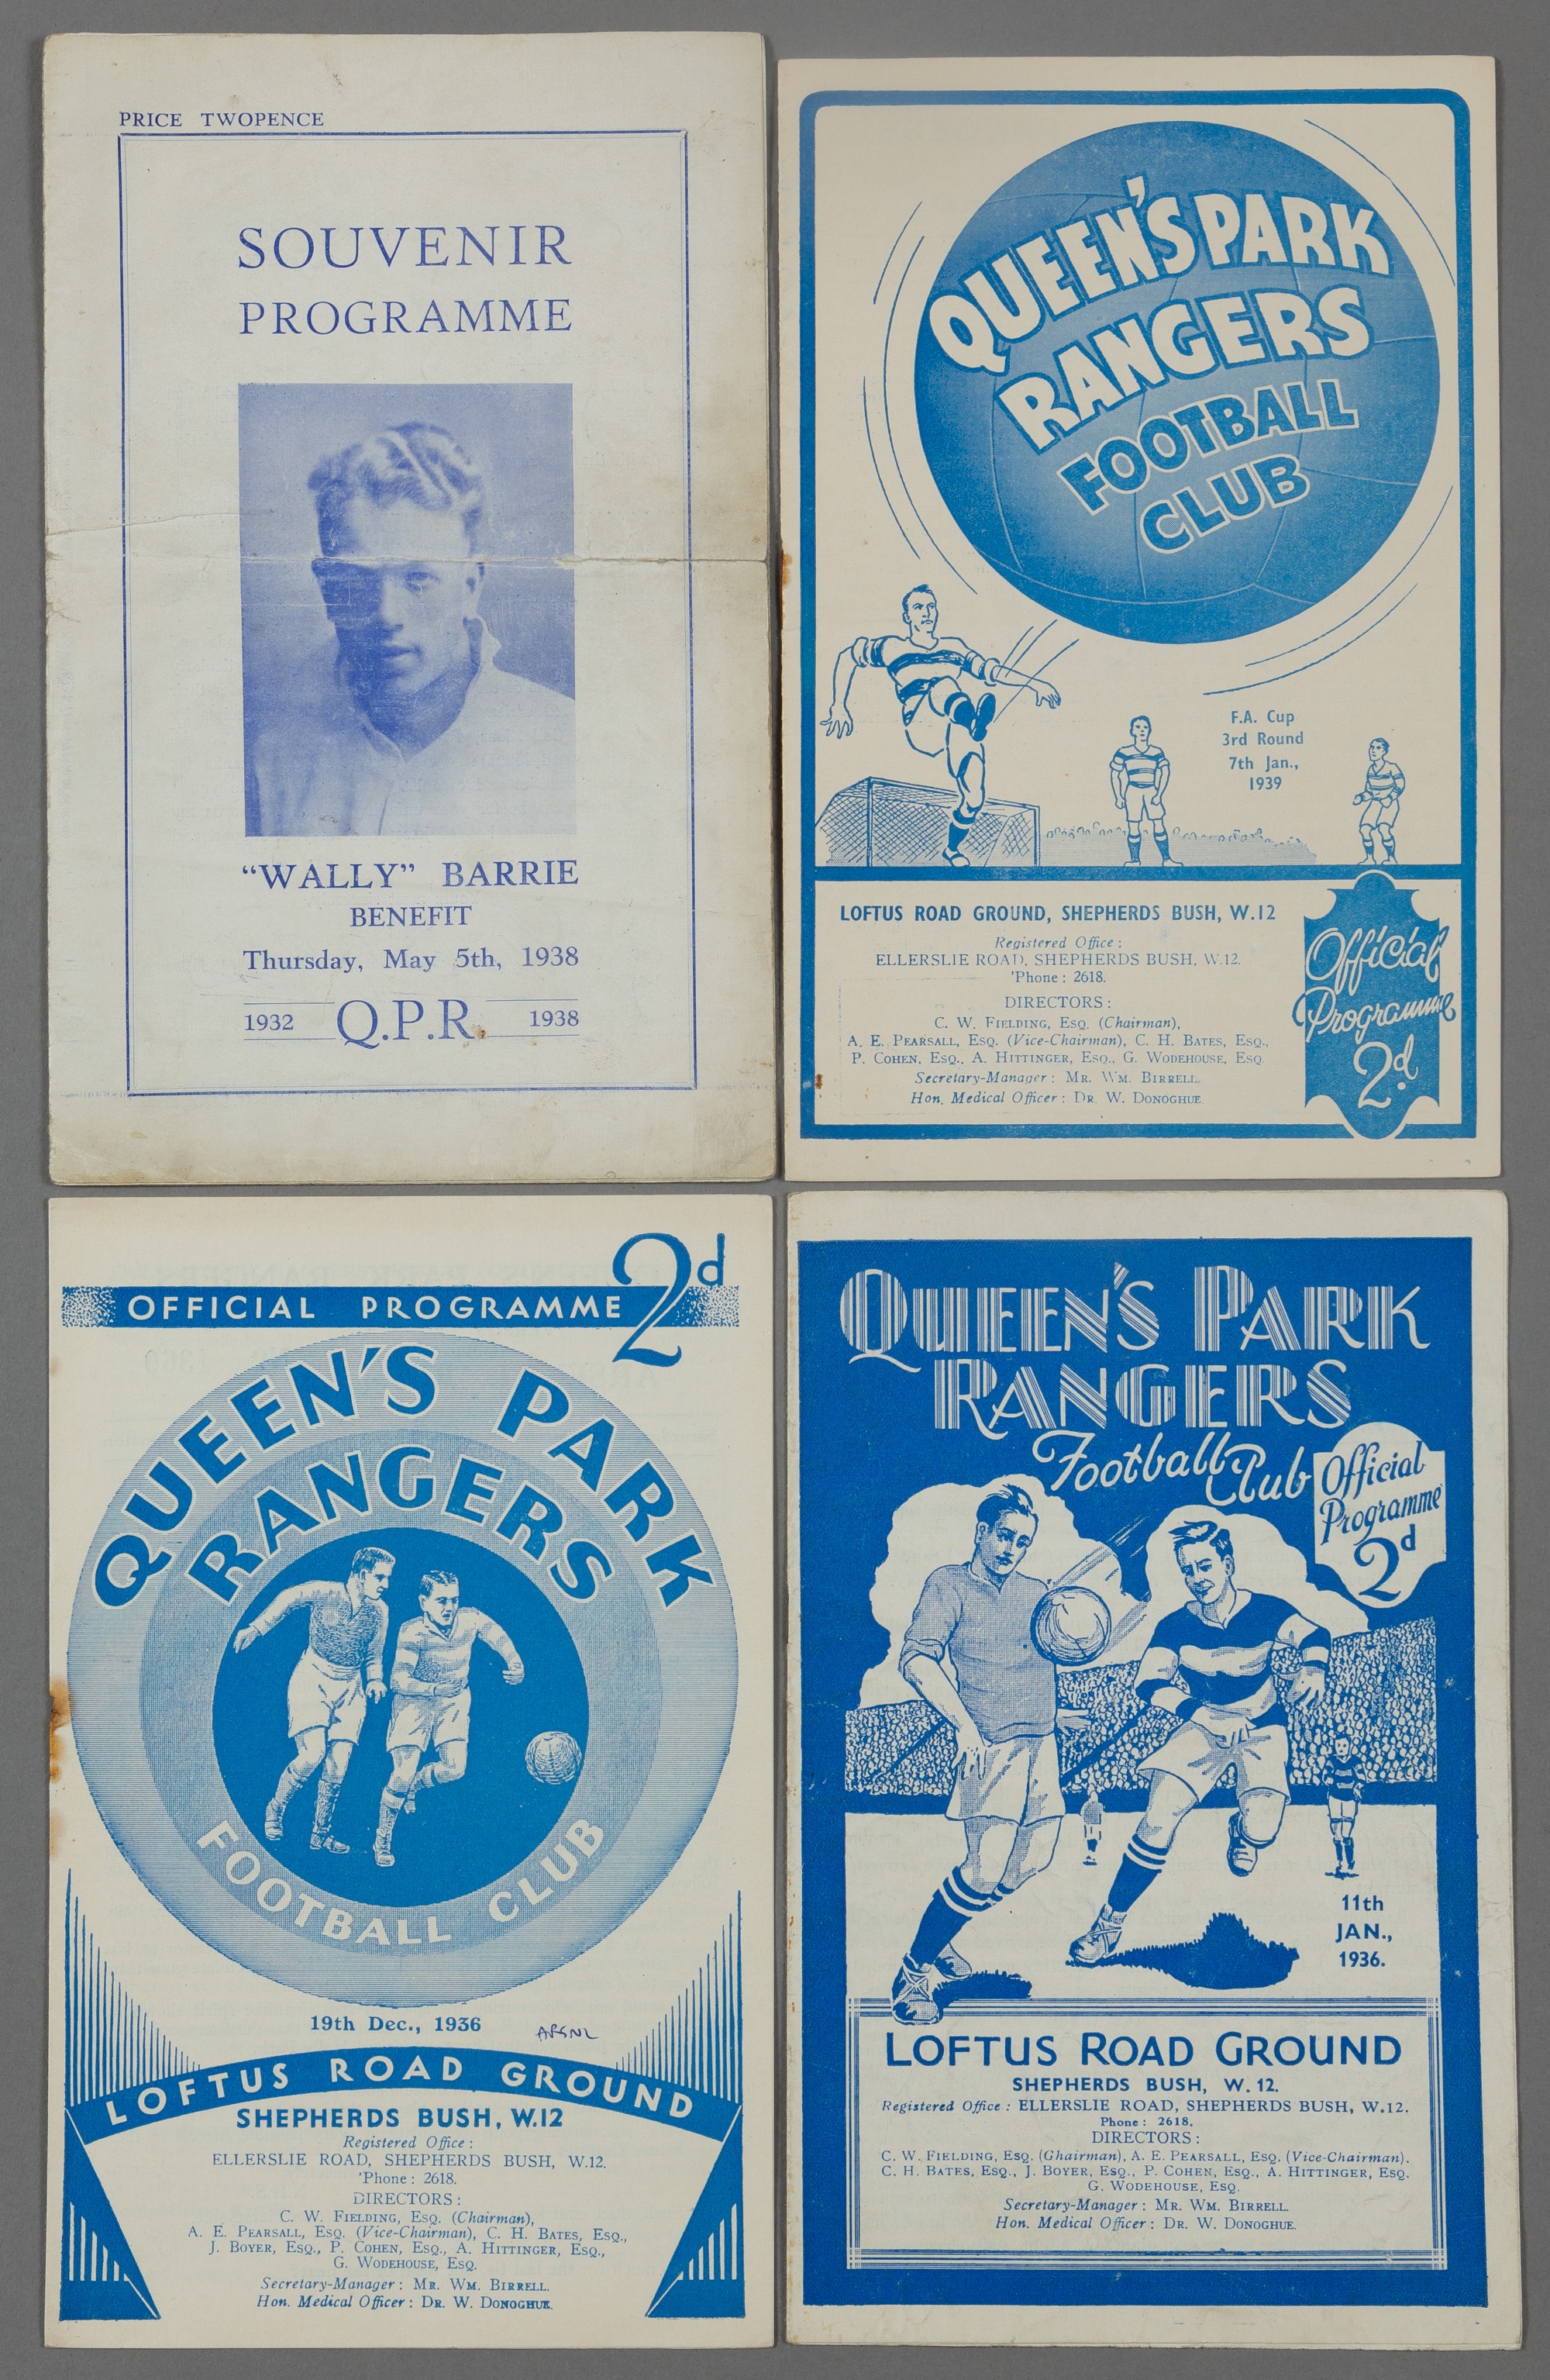 PRICE TWOPENCE
SOUVENIR
PROGRAMME
“WALLY” BARRIE
BENEFIT
Thursday, May 5th, 1938
1932 Q.P.R. 1938
QUEEN'S PARK
RANGERS
FOOTBALL
CLUB
F.A. Cup
3rd Round
7th Jan.,
1939
LOFTUS ROAD GROUND, SHEPHERDS BUSH, W.12
Registered Office :
ELLERSLIE ROAD, SHEPHERDS BUSH, W.12.
'Phone : 2618.
DIRECTORS :
C. W. FIELDING, ESQ. (Chairman),
A. E. PEARSALL, ESQ. (Vice-Chairman), C. H. BATES, ESQ.,
P. COHEN, ESQ., A. HITTINGER, ESQ., G. WODEHOUSE, ESQ.
Secretary-Manager : MR. WM. BIRRELL.
Hon. Medical Officer : DR. W. DONOGHUE.
Official
Programme
2d.
OFFICIAL PROGRAMME 2d
QUEEN'S PARK
RANGERS
FOOTBALL CLUB
19th Dec., 1936
ARSNL
LOFTUS ROAD GROUND
SHEPHERDS BUSH, W.12
Registered Office :
ELLERSLIE ROAD, SHEPHERDS BUSH, W.12.
'Phone : 2618.
DIRECTORS :
C. W. FIELDING, ESQ. (Chairman),
A. E. PEARSALL, ESQ. (Vice-Chairman), C. H. BATES, ESQ.,
J. BOYER, ESQ., P. COHEN, ESQ., A. HITTINGER, ESQ.,
G. WODEHOUSE, ESQ.
Secretary-Manager : MR. WM. BIRRELL.
Hon. Medical Officer : DR. W. DONOGHUE.
QUEEN'S PARK
RANGERS
Football Club
Official
Programme
2d
11th
JAN.,
1936.
LOFTUS ROAD GROUND
SHEPHERDS BUSH, W. 12.
Registered Office : ELLERSLIE ROAD, SHEPHERDS BUSH, W.12.
Phone : 2618.
DIRECTORS :
C. W. FIELDING, ESQ. (Ghairman), A. E. PEARSALL, ESQ. (Vice-Chairman).
C. H. BATES, ESQ., J. BOYER, ESQ., P. COHEN, ESQ., A. HITTINGER, ESQ.
G. WODEHOUSE, ESQ.
Secretary-Manager : MR. WM. BIRRELL.
Hon. Medical Officer : DR. W. DONOGHUE.